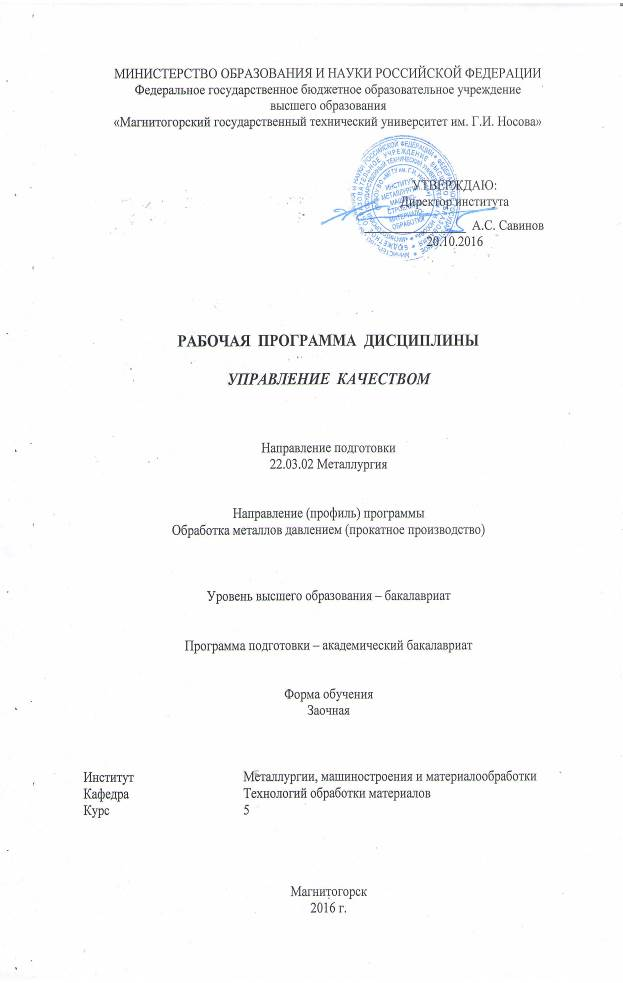 МИНИСТЕРСТВО ОБРАЗОВАНИЯ И НАУКИ РОССИЙСКОЙ ФЕДЕРАЦИИ
Федеральное государственное бюджетное образовательное учреждение
высшего образования
«Магнитогорский государственный технический университет им. Г.И. Носова»
УТВЕРЖДАЮ:
Директор института
А.С. Савинов
20.10.2016
РАБОЧАЯ ПРОГРАММА ДИСЦИПЛИНЫ
УПРАВЛЕНИЕ КАЧЕСТВОМ
Направление подготовки
22.03.02 Металлургия
Направление (профиль) программы
Обработка металлов давлением (прокатное производство)
Уровень высшего образования – бакалавриат
Программа подготовки – академический бакалавриат
Форма обучения
Заочная
Институт Металлургии, машиностроения и материалообработки
Кафедра Технологий обработки материалов
Курс 5
Магнитогорск
2016 г.